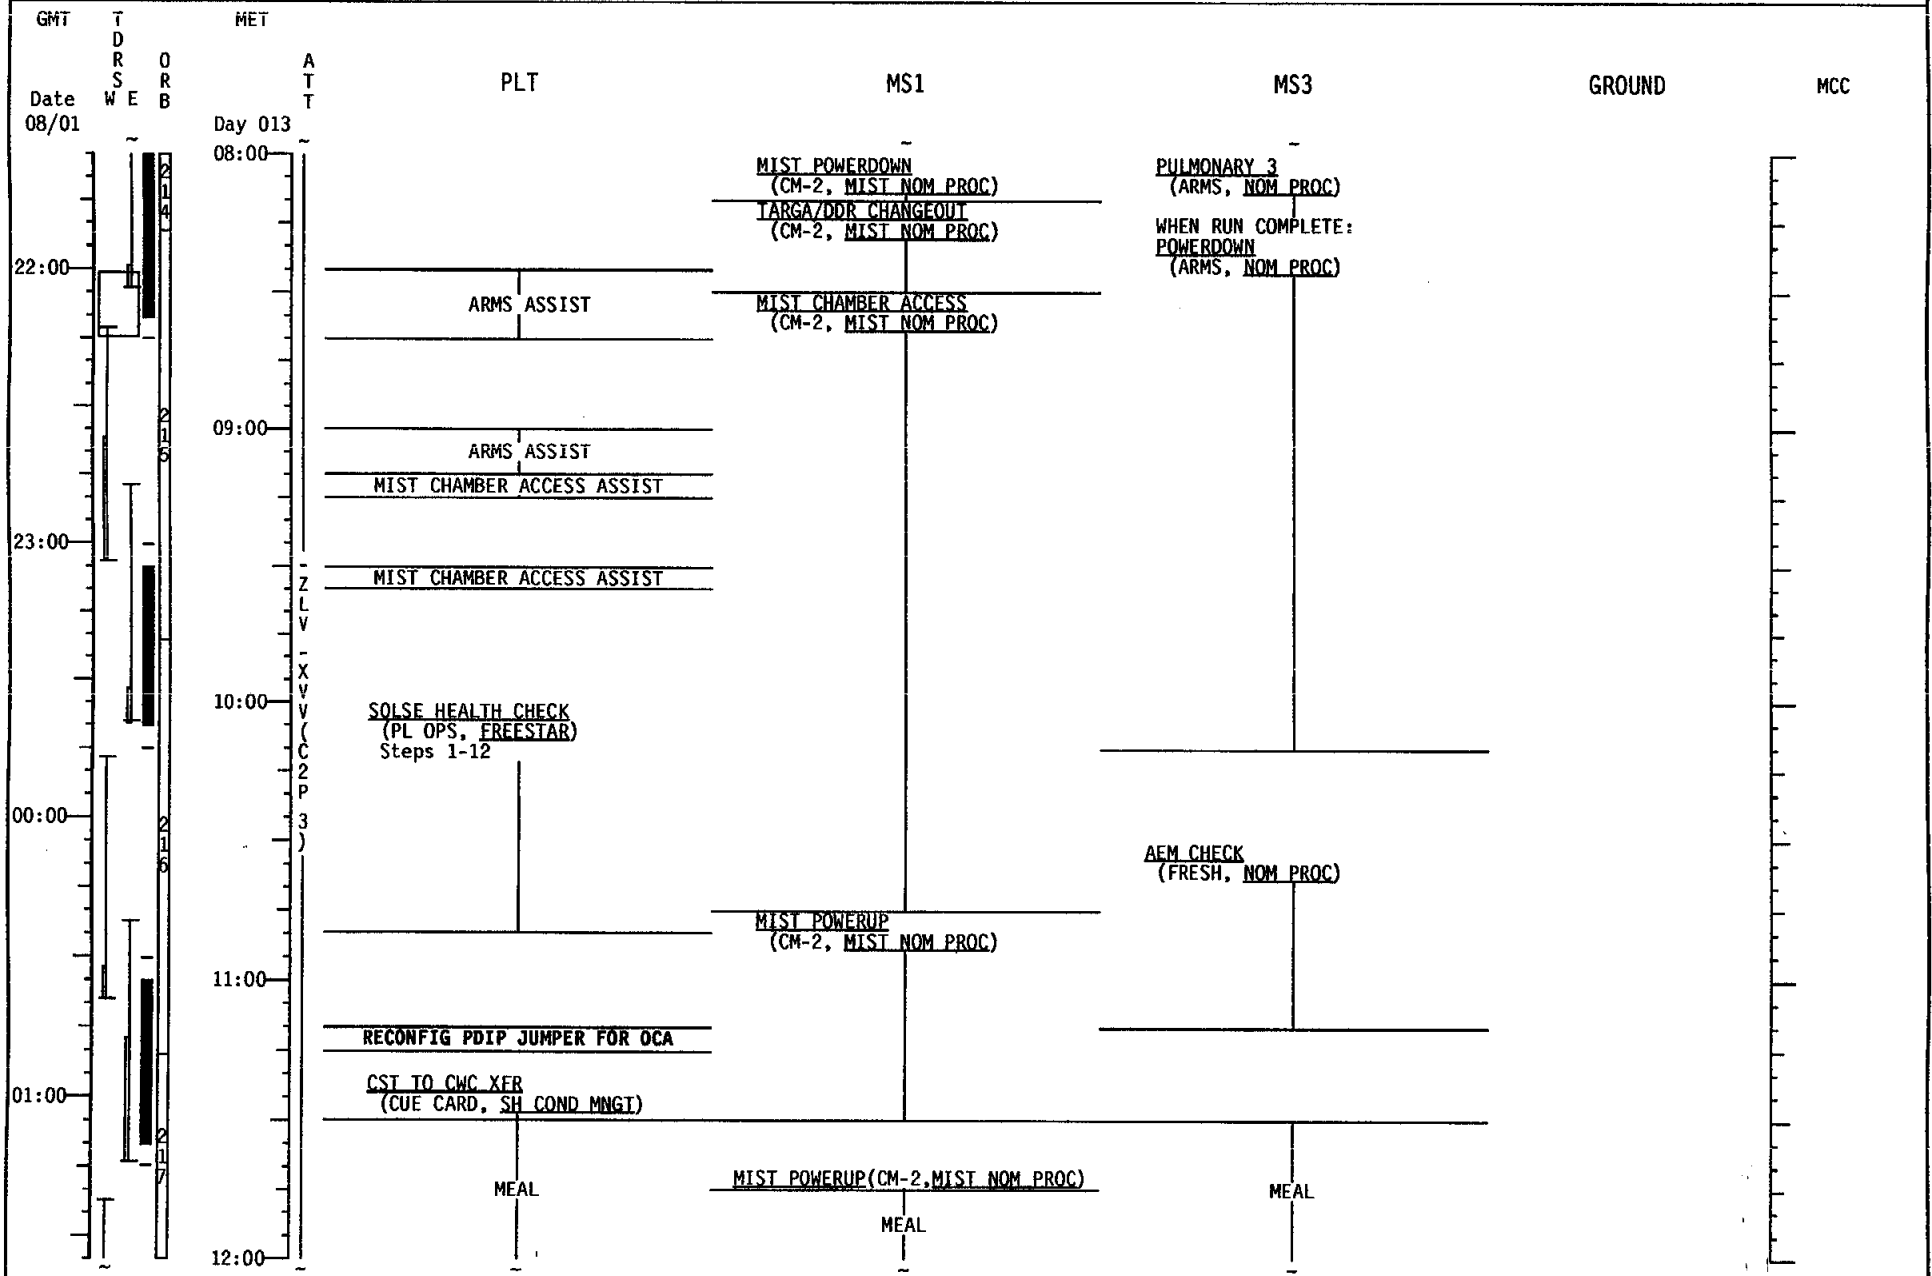 GMT
TDRS
W E
ORB
MET
ATT
PLT
MS1
MS3
GROUND
MCC
Date
08/01
Day 013
08:00
09:00
10:00
11:00
12:00
22:00
23:00
00:00
01:00
214
215
216
217
-ZLV -XVV(C2P3)
ARMS ASSIST
ARMS ASSIST
MIST CHAMBER ACCESS ASSIST
MIST CHAMBER ACCESS ASSIST
SOLSE HEALTH CHECK
(PL OPS, FREESTAR)
Steps 1-12
RECONFIG PDIP JUMPER FOR OCA
CST TO CWC XFR
(CUE CARD, SH COND MNGT)
MEAL
MIST POWERDOWN
(CM-2, MIST NOM PROC)
TARGA/DDR CHANGEOUT
(CM-2, MIST NOM PROC)
MIST CHAMBER ACCESS
(CM-2, MIST NOM PROC)
MIST POWERUP
(CM-2, MIST NOM PROC)
MIST POWERUP(CM-2,MIST NOM PROC)
MEAL
PULMONARY 3
(ARMS, NOM PROC)
WHEN RUN COMPLETE:
POWERDOWN
(ARMS, NOM PROC)
AEM CHECK
(FRESH, NOM PROC)
MEAL